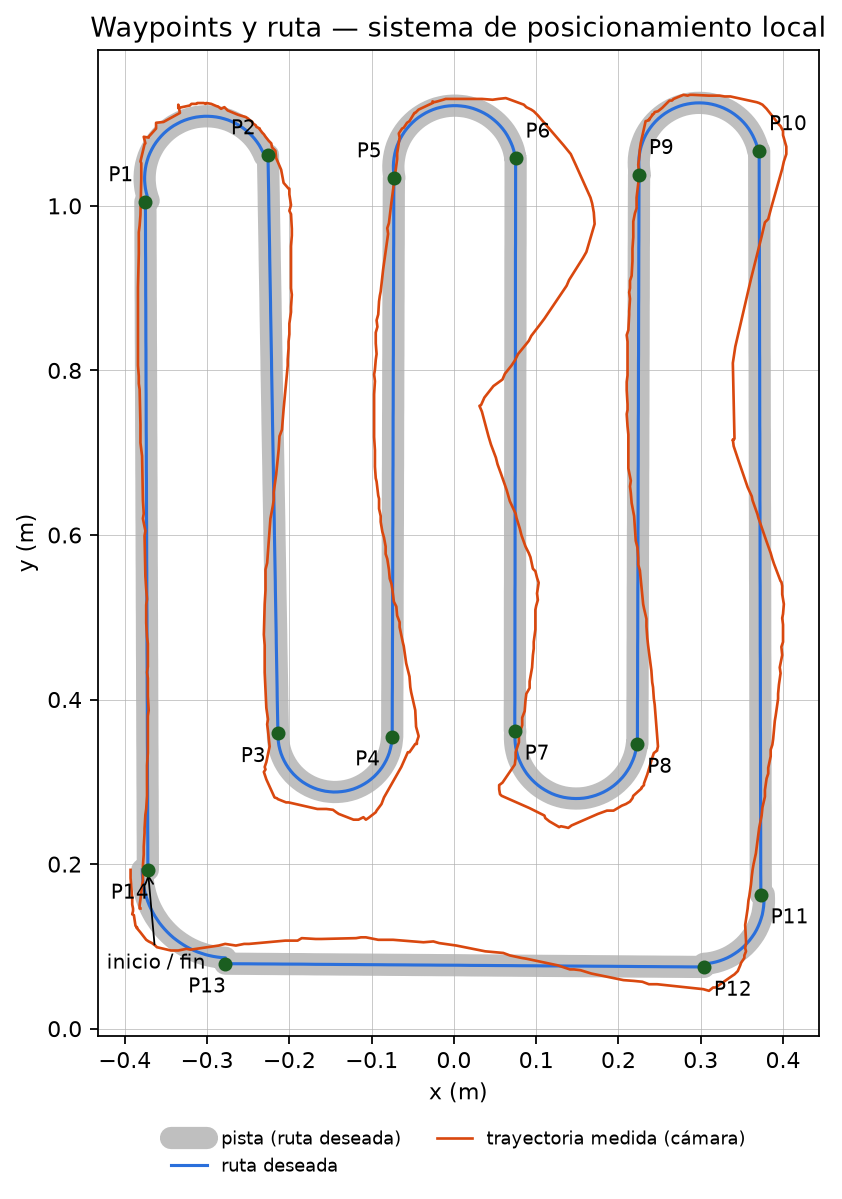 Waypoints y ruta — sistema de posicionamiento local
P1
P2
P5
P6
P9
P10
P3
P4
P7
P8
P14
inicio / fin
P13
P11
P12
y (m)
1.0
0.8
0.6
0.4
0.2
0.0
−0.4
−0.3
−0.2
−0.1
0.0
0.1
0.2
0.3
0.4
x (m)
pista (ruta deseada)
ruta deseada
trayectoria medida (cámara)